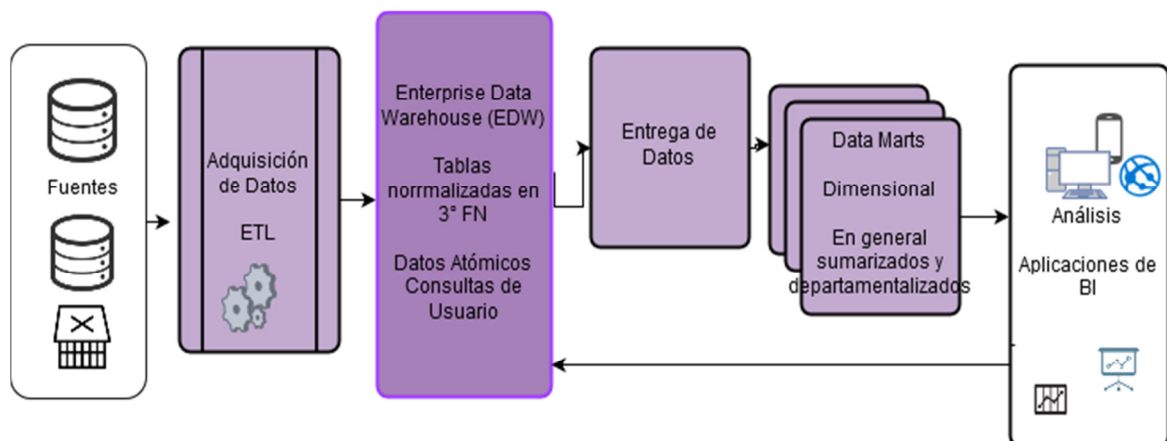 Fuentes
Adquisición
de Datos
ETL
Enterprise Data
Warehouse (EDW)
Tablas
norrmalizadas en
3° FN
Datos Atómicos
Consultas de
Usuario
Entrega de
Datos
Data Marts
Dimensional
En general
sumarizados y
departamentalizados
Análisis
Aplicaciones de
BI